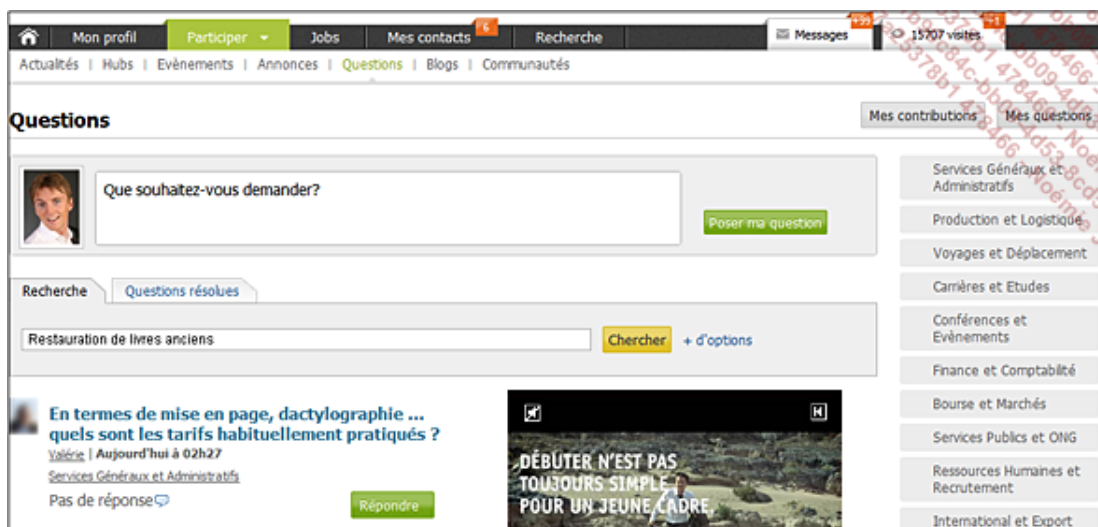 Mon profil Participer Jobs Mes contacts 6 Recherche Messages +99 15707 visites +1
Actualités | Hubs | Evènements | Annonces | Questions | Blogs | Communautés
Questions
Mes contributions Mes questions
Que souhaitez-vous demander?
Poser ma question
Recherche Questions résolues
Restauration de livres anciens Chercher + d'options
En termes de mise en page, dactylographie ...
quels sont les tarifs habituellement pratiqués ?
Valérie | Aujourd'hui à 02h27
Services Généraux et Administratifs
Pas de réponse
Répondre
DÉBUTER N'EST PAS
TOUJOURS SIMPLE
POUR UN JEUNE CADRE,
Services Généraux et
Administratifs
Production et Logistique
Voyages et Déplacement
Carrières et Etudes
Conférences et
Evènements
Finance et Comptabilité
Bourse et Marchés
Services Publics et ONG
Ressources Humaines et
Recrutement
International et Export